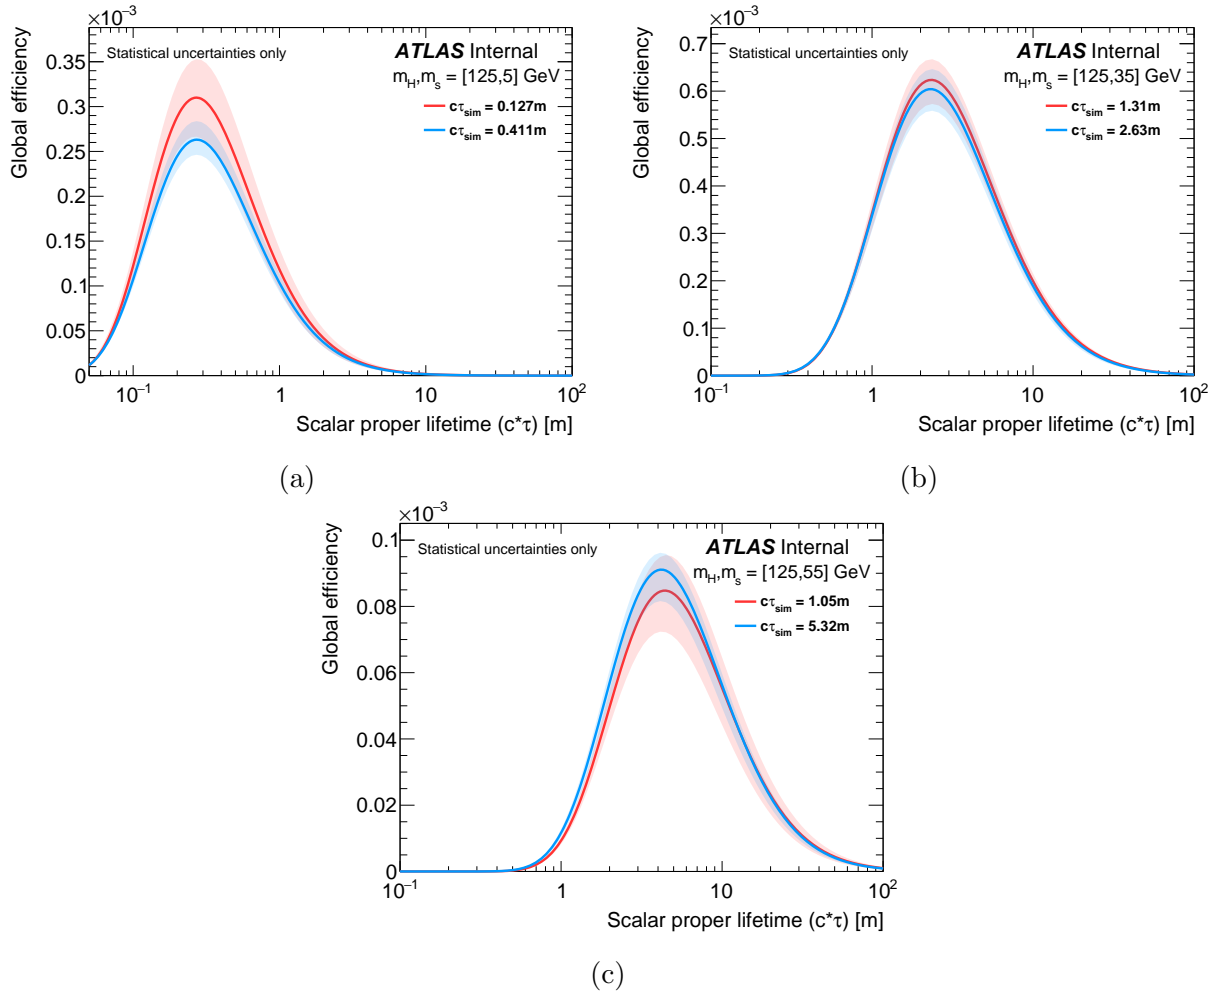 ×10⁻³
Global efficiency
Statistical uncertainties only
ATLAS Internal
m_H,m_s = [125,5] GeV
cτ_sim = 0.127m
cτ_sim = 0.411m
0.35
0.3
0.25
0.2
0.15
0.1
0.05
0
10⁻¹ 1 10 10²
Scalar proper lifetime (c*τ) [m]
(a)
×10⁻³
Global efficiency
Statistical uncertainties only
ATLAS Internal
m_H,m_s = [125,35] GeV
cτ_sim = 1.31m
cτ_sim = 2.63m
0.7
0.6
0.5
0.4
0.3
0.2
0.1
0
10⁻¹ 1 10 10²
Scalar proper lifetime (c*τ) [m]
(b)
×10⁻³
Global efficiency
Statistical uncertainties only
ATLAS Internal
m_H,m_s = [125,55] GeV
cτ_sim = 1.05m
cτ_sim = 5.32m
0.1
0.08
0.06
0.04
0.02
0
10⁻¹ 1 10 10²
Scalar proper lifetime (c*τ) [m]
(c)